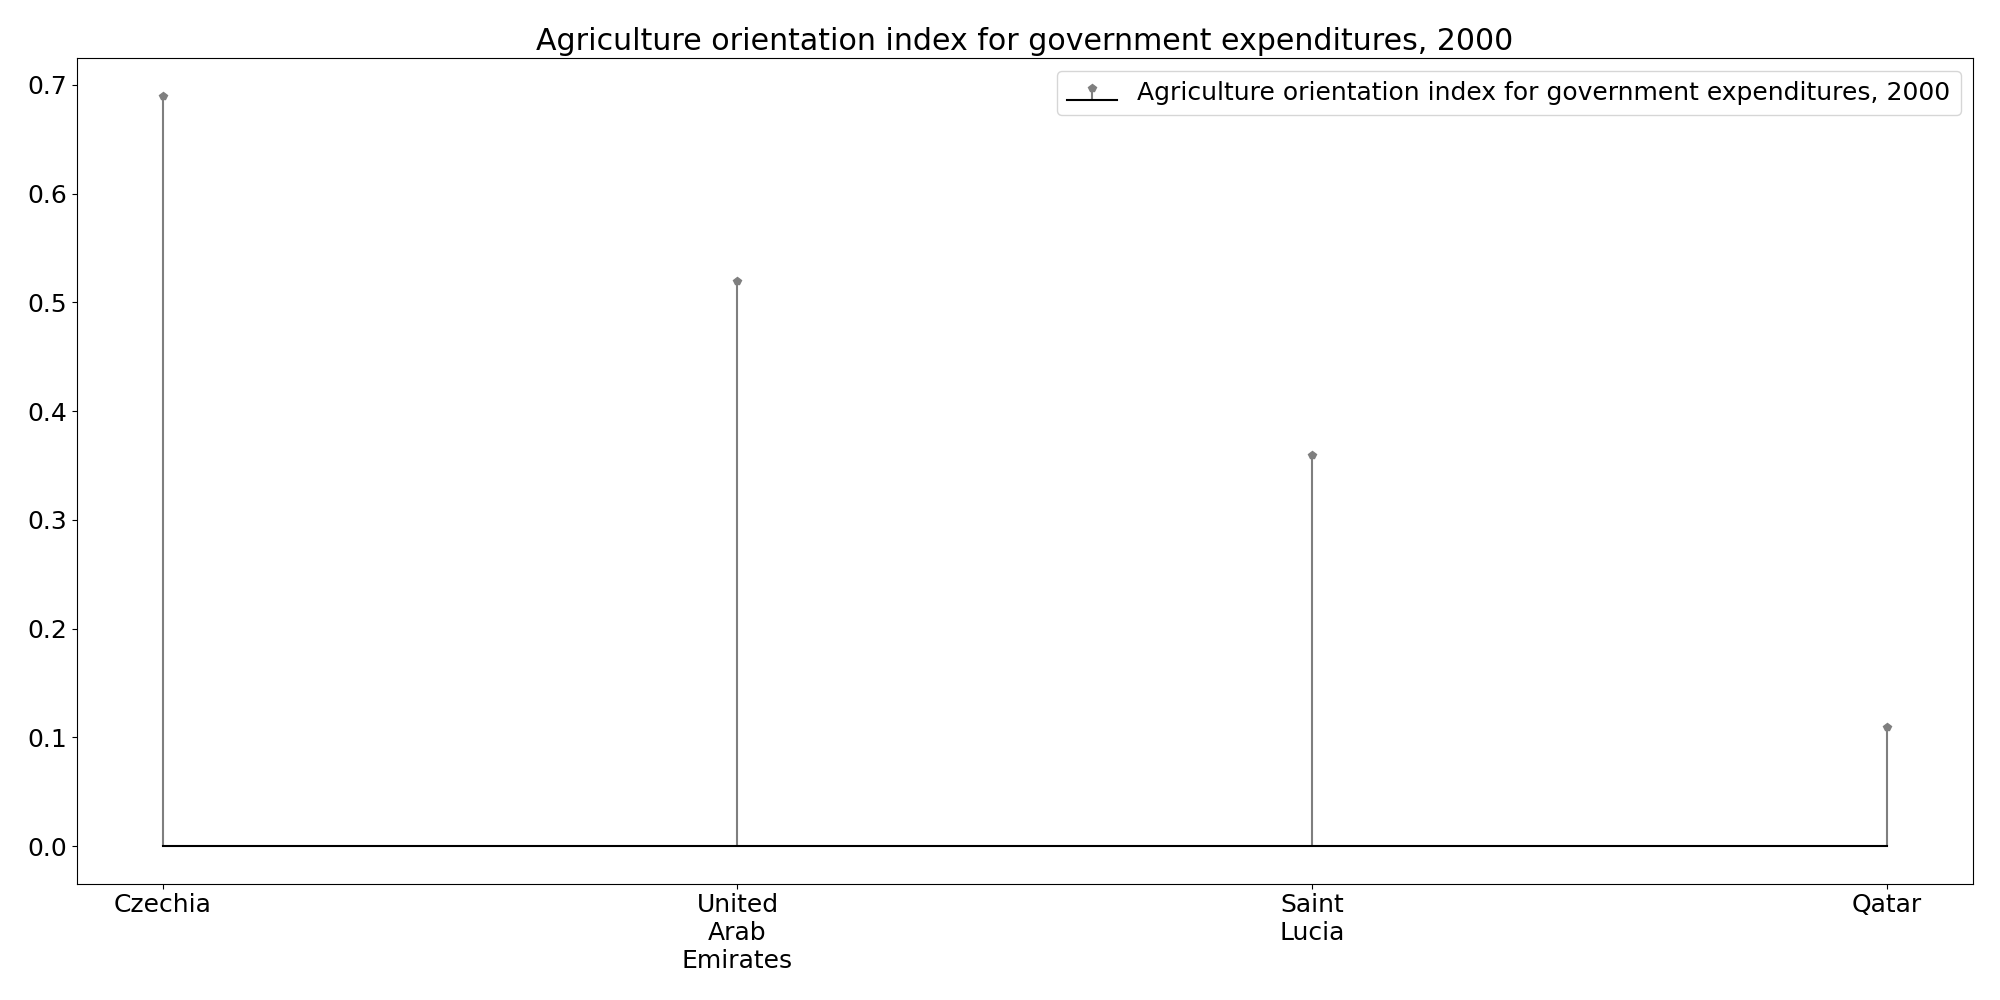 Agriculture orientation index for government expenditures, 2000
Agriculture orientation index for government expenditures, 2000
0.7
0.6
0.5
0.4
0.3
0.2
0.1
0.0
Czechia
United
Arab
Emirates
Saint
Lucia
Qatar